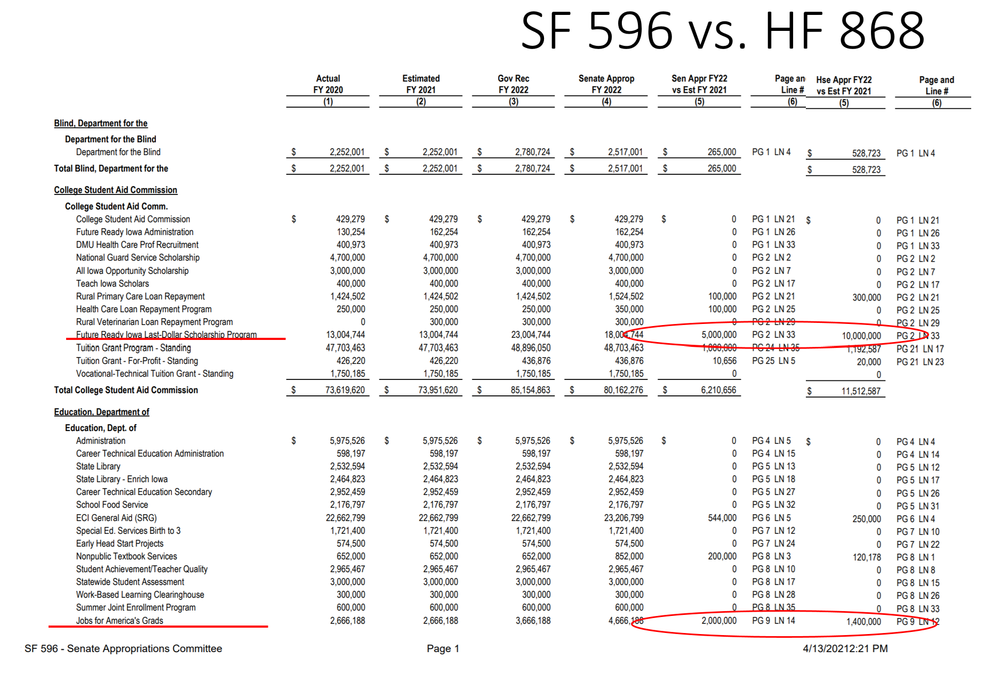 SF 596 vs. HF 868
Actual Estimated Gov Rec Senate Approp Sen Appr FY22 Page an Hse Appr FY22 Page and
FY 2020 FY 2021 FY 2022 FY 2022 vs Est FY 2021 Line # vs Est FY 2021 Line #
(1) (2) (3) (4) (5) (6) (5) (6)
Blind, Department for the
Department for the Blind
Department for the Blind $ 2,252,001 $ 2,252,001 $ 2,780,724 $ 2,517,001 $ 265,000 PG 1 LN 4 $ 528,723 PG 1 LN 4
Total Blind, Department for the $ 2,252,001 $ 2,252,001 $ 2,780,724 $ 2,517,001 $ 265,000 $ 528,723
College Student Aid Commission
College Student Aid Comm.
College Student Aid Commission $ 429,279 $ 429,279 $ 429,279 $ 429,279 $ 0 PG 1 LN 21 $ 0 PG 1 LN 21
Future Ready Iowa Administration 130,254 162,254 162,254 162,254 0 PG 1 LN 26 0 PG 1 LN 26
DMU Health Care Prof Recruitment 400,973 400,973 400,973 400,973 0 PG 1 LN 33 0 PG 1 LN 33
National Guard Service Scholarship 4,700,000 4,700,000 4,700,000 4,700,000 0 PG 2 LN 2 0 PG 2 LN 2
All Iowa Opportunity Scholarship 3,000,000 3,000,000 3,000,000 3,000,000 0 PG 2 LN 7 0 PG 2 LN 7
Teach Iowa Scholars 400,000 400,000 400,000 400,000 0 PG 2 LN 17 0 PG 2 LN 17
Rural Primary Care Loan Repayment 1,424,502 1,424,502 1,424,502 1,524,502 100,000 PG 2 LN 21 300,000 PG 2 LN 21
Health Care Loan Repayment Program 250,000 250,000 250,000 350,000 100,000 PG 2 LN 25 0 PG 2 LN 25
Rural Veterinarian Loan Repayment Program 0 300,000 300,000 300,000 0 PG 2 LN 29 0 PG 2 LN 29
Future Ready Iowa Last-Dollar Scholarship Program 13,004,744 13,004,744 23,004,744 18,004,744 5,000,000 PG 2 LN 33 10,000,000 PG 2 LN 33
Tuition Grant Program - Standing 47,703,463 47,703,463 48,896,050 48,703,463 1,000,000 PG 24 LN 35 1,192,587 PG 21 LN 17
Tuition Grant - For-Profit - Standing 426,220 426,220 436,876 436,876 10,656 PG 25 LN 5 20,000 PG 21 LN 23
Vocational-Technical Tuition Grant - Standing 1,750,185 1,750,185 1,750,185 1,750,185 0 0
Total College Student Aid Commission $ 73,619,620 $ 73,951,620 $ 85,154,863 $ 80,162,276 $ 6,210,656 $ 11,512,587
Education, Department of
Education, Dept. of
Administration $ 5,975,526 $ 5,975,526 $ 5,975,526 $ 5,975,526 $ 0 PG 4 LN 5 $ 0 PG 4 LN 4
Career Technical Education Administration 598,197 598,197 598,197 598,197 0 PG 4 LN 15 0 PG 4 LN 14
State Library 2,532,594 2,532,594 2,532,594 2,532,594 0 PG 5 LN 13 0 PG 5 LN 12
State Library - Enrich Iowa 2,464,823 2,464,823 2,464,823 2,464,823 0 PG 5 LN 18 0 PG 5 LN 17
Career Technical Education Secondary 2,952,459 2,952,459 2,952,459 2,952,459 0 PG 5 LN 27 0 PG 5 LN 26
School Food Service 2,176,797 2,176,797 2,176,797 2,176,797 0 PG 5 LN 32 0 PG 5 LN 31
ECI General Aid (SRG) 22,662,799 22,662,799 22,662,799 23,206,799 544,000 PG 6 LN 5 250,000 PG 6 LN 4
Special Ed. Services Birth to 3 1,721,400 1,721,400 1,721,400 1,721,400 0 PG 7 LN 12 0 PG 7 LN 10
Early Head Start Projects 574,500 574,500 574,500 574,500 0 PG 7 LN 24 0 PG 7 LN 22
Nonpublic Textbook Services 652,000 652,000 652,000 852,000 200,000 PG 8 LN 3 120,178 PG 8 LN 1
Student Achievement/Teacher Quality 2,965,467 2,965,467 2,965,467 2,965,467 0 PG 8 LN 10 0 PG 8 LN 8
Statewide Student Assessment 3,000,000 3,000,000 3,000,000 3,000,000 0 PG 8 LN 17 0 PG 8 LN 15
Work-Based Learning Clearinghouse 300,000 300,000 300,000 300,000 0 PG 8 LN 28 0 PG 8 LN 26
Summer Joint Enrollment Program 600,000 600,000 600,000 600,000 0 PG 8 LN 35 0 PG 8 LN 33
Jobs for America's Grads 2,666,188 2,666,188 3,666,188 4,666,188 2,000,000 PG 9 LN 14 1,400,000 PG 9 LN 12
SF 596 - Senate Appropriations Committee Page 1 4/13/20212:21 PM